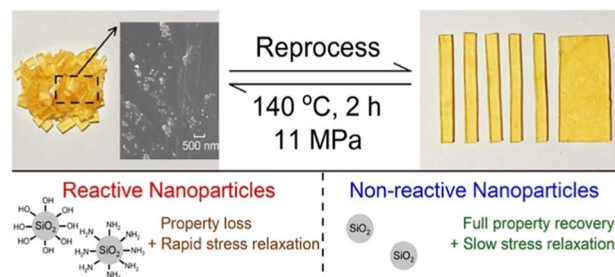 Reprocess
140 ºC, 2 h
11 MPa
500 nm
Reactive Nanoparticles
Non-reactive Nanoparticles
OH
HO OH
HO SiO2 OH
HO OH
OH
NH2
H2N NH2
H2N SiO2 NH2
H2N NH2
NH2
Property loss
+ Rapid stress relaxation
SiO2
SiO2
Full property recovery
+ Slow stress relaxation